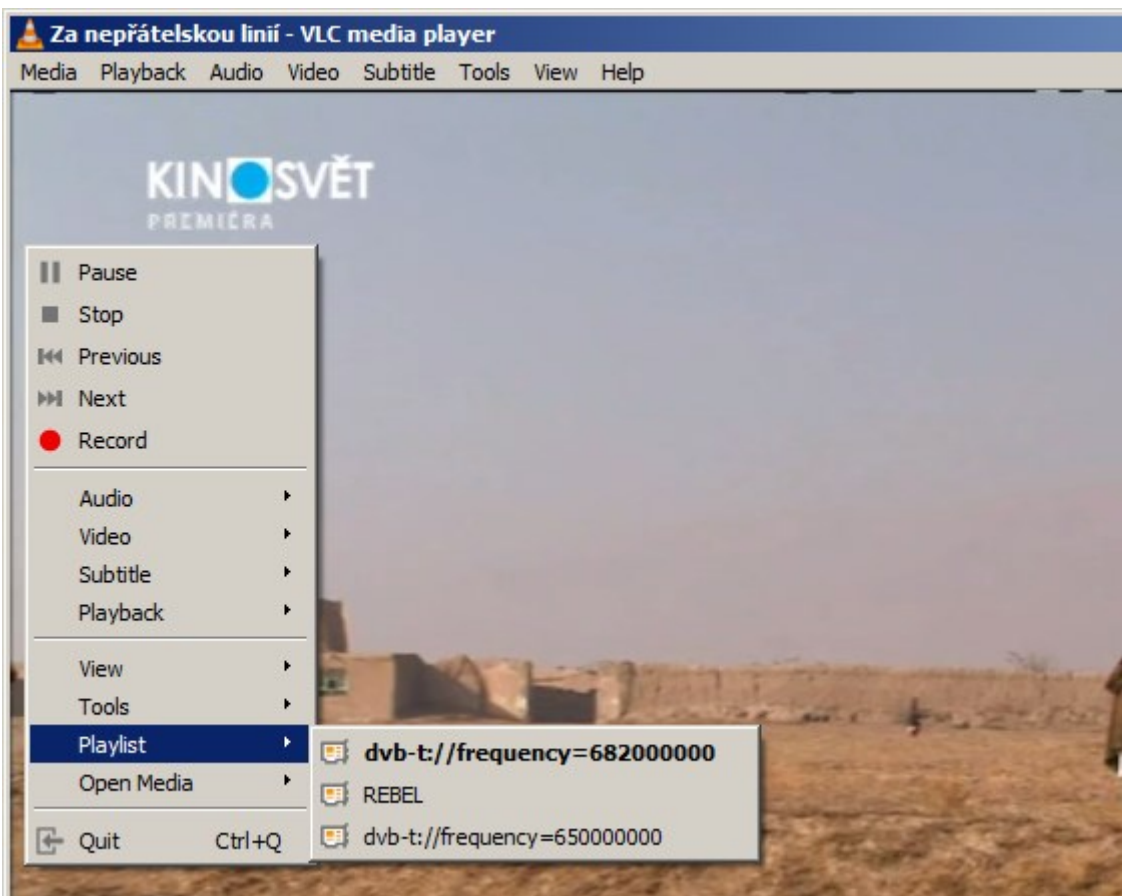 Za nepřátelskou linií - VLC media player
Media Playback Audio Video Subtitle Tools View Help
KINOSVĚT
PREMIÉRA
Pause
Stop
Previous
Next
Record
Audio
Video
Subtitle
Playback
View
Tools
Playlist
dvb-t://frequency=682000000
Open Media
REBEL
Quit Ctrl+Q
dvb-t://frequency=650000000